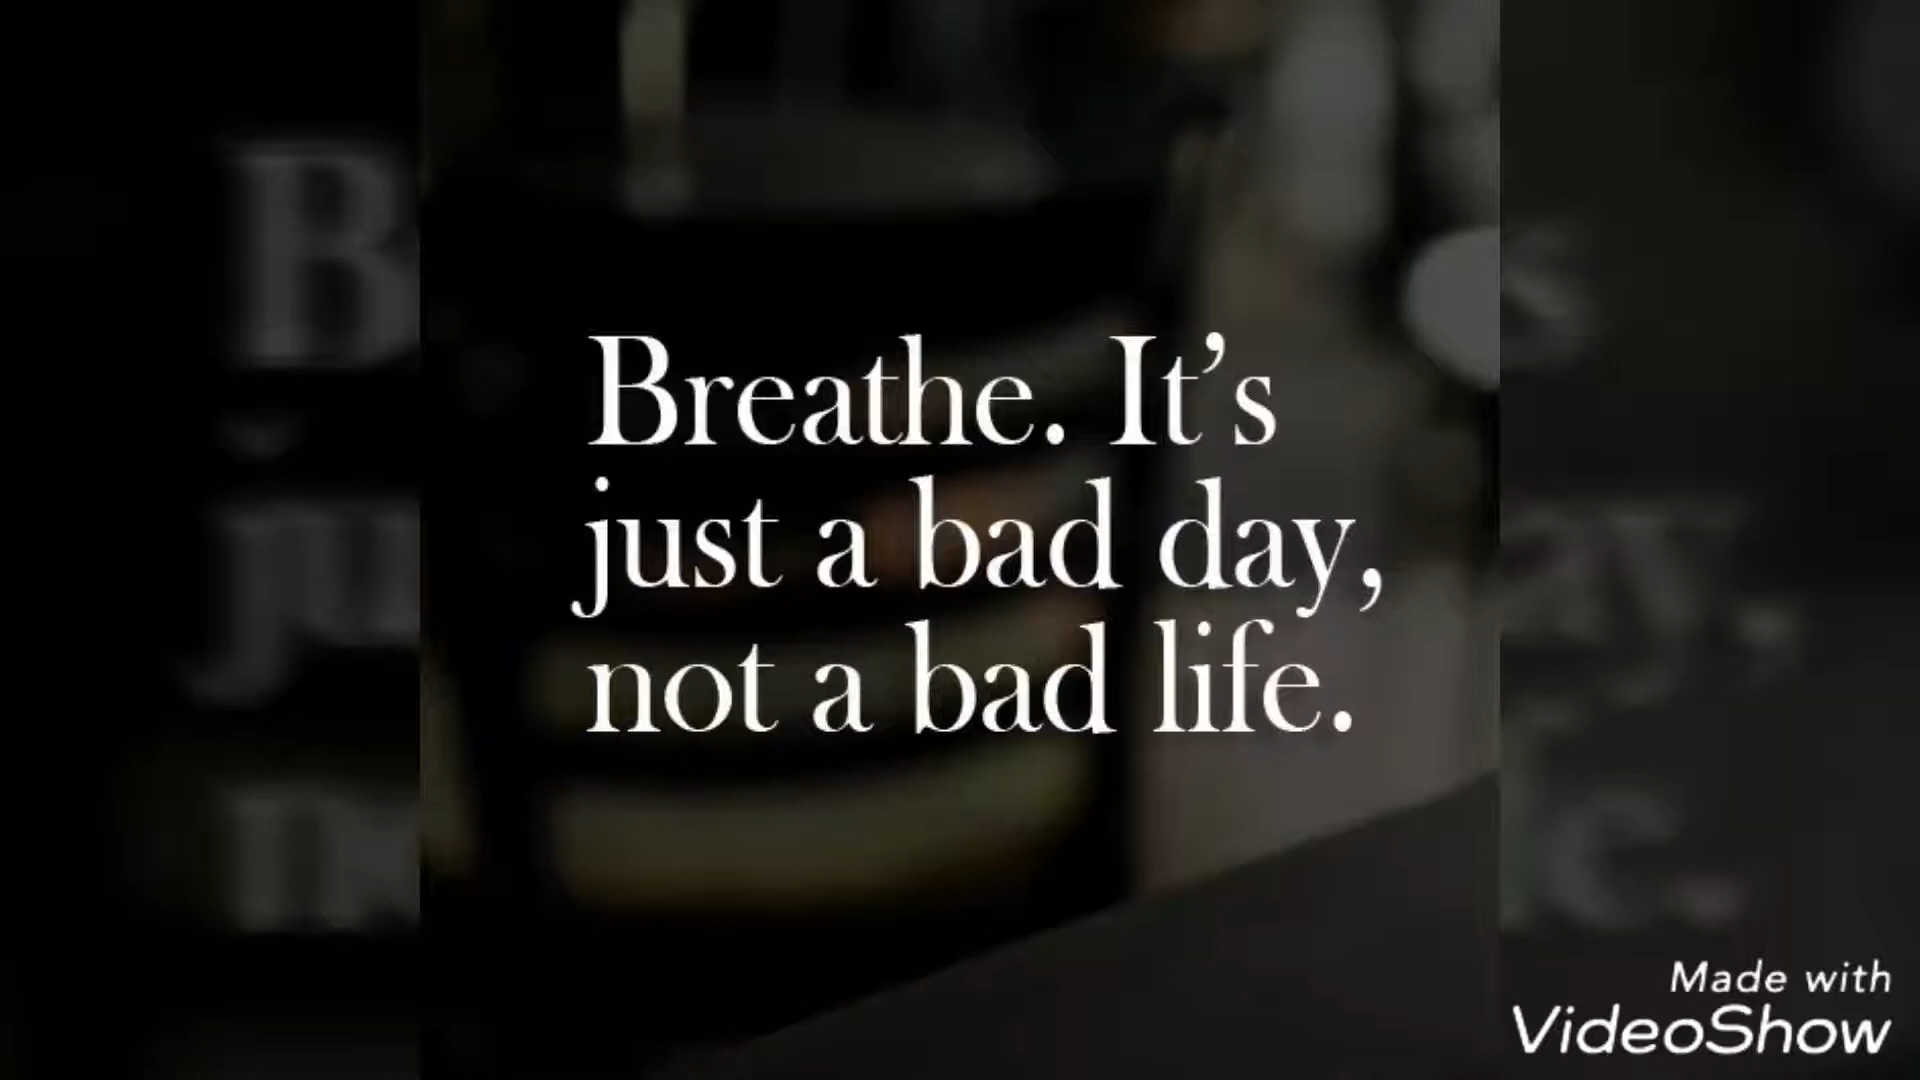 Breathe. It’s
just a bad day,
not a bad life.
Made with
VideoShow